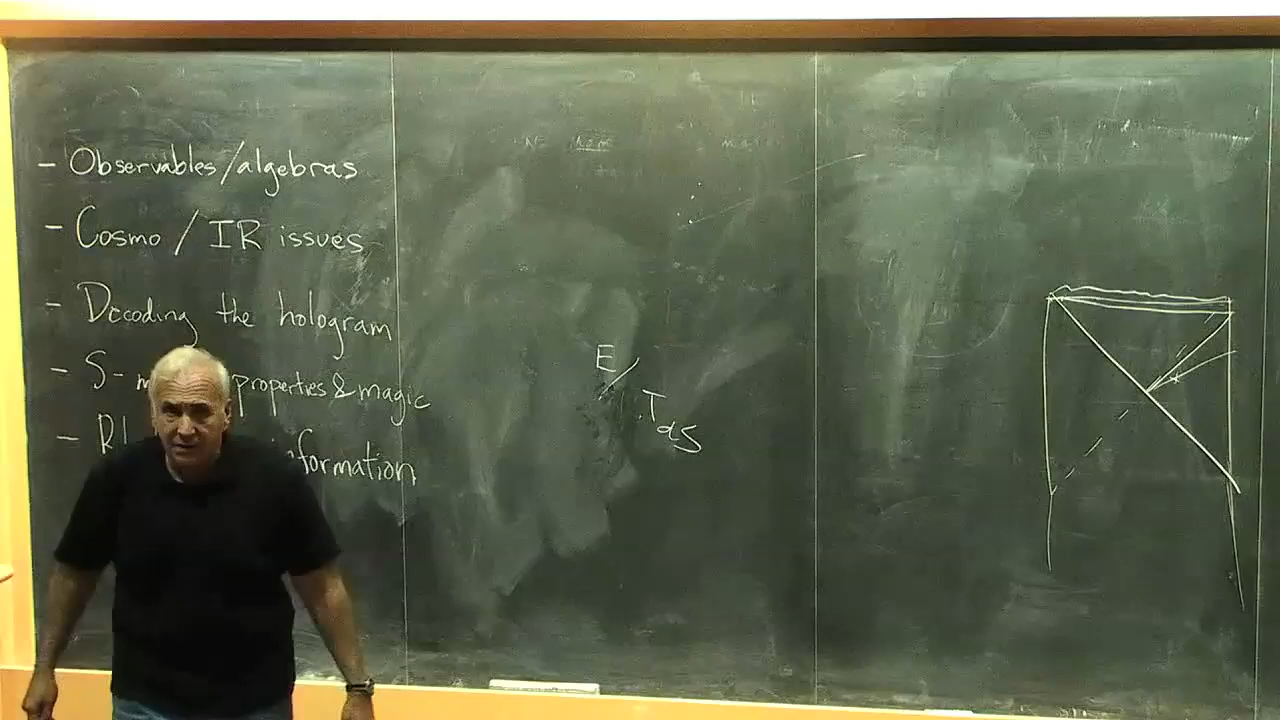 - Observables/algebras
- Cosmo / IR issues
- Decoding the hologram
- S- properties & magic
- formation
E
T dS